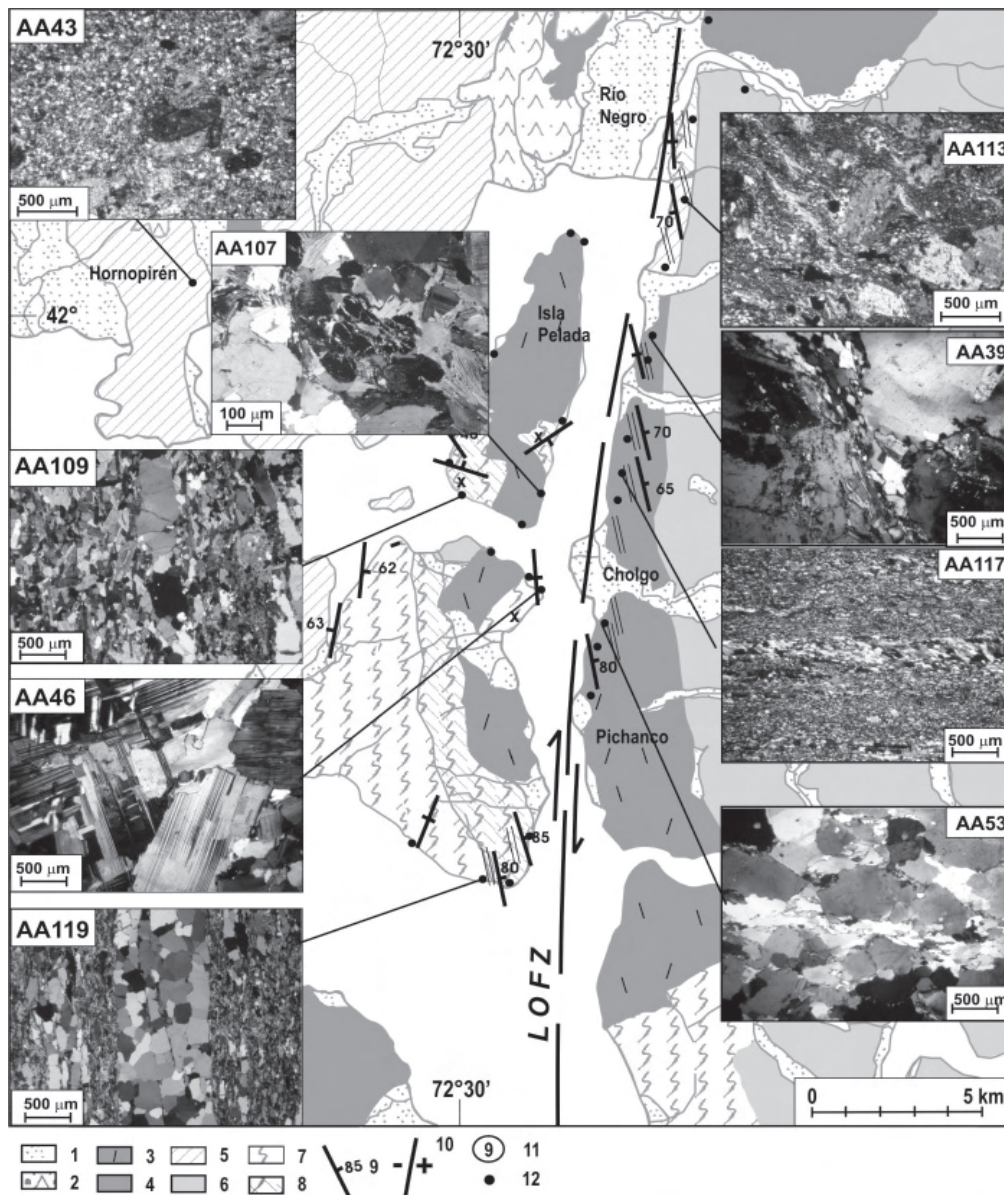 AA43
500 µm
72°30'
Río
Negro
AA113
500 µm
70
Hornopirén
42°
AA107
100 µm
Isla
Pelada
AA39
500 µm
70
65
X
X
AA109
500 µm
62
63
Cholgo
X
AA117
500 µm
80
Pichanco
AA46
500 µm
85
80
AA53
500 µm
AA119
500 µm
LOFZ
72°30'
0 5 km
1 3 5 7 85 9 - + 10 9 11
2 4 6 8 12